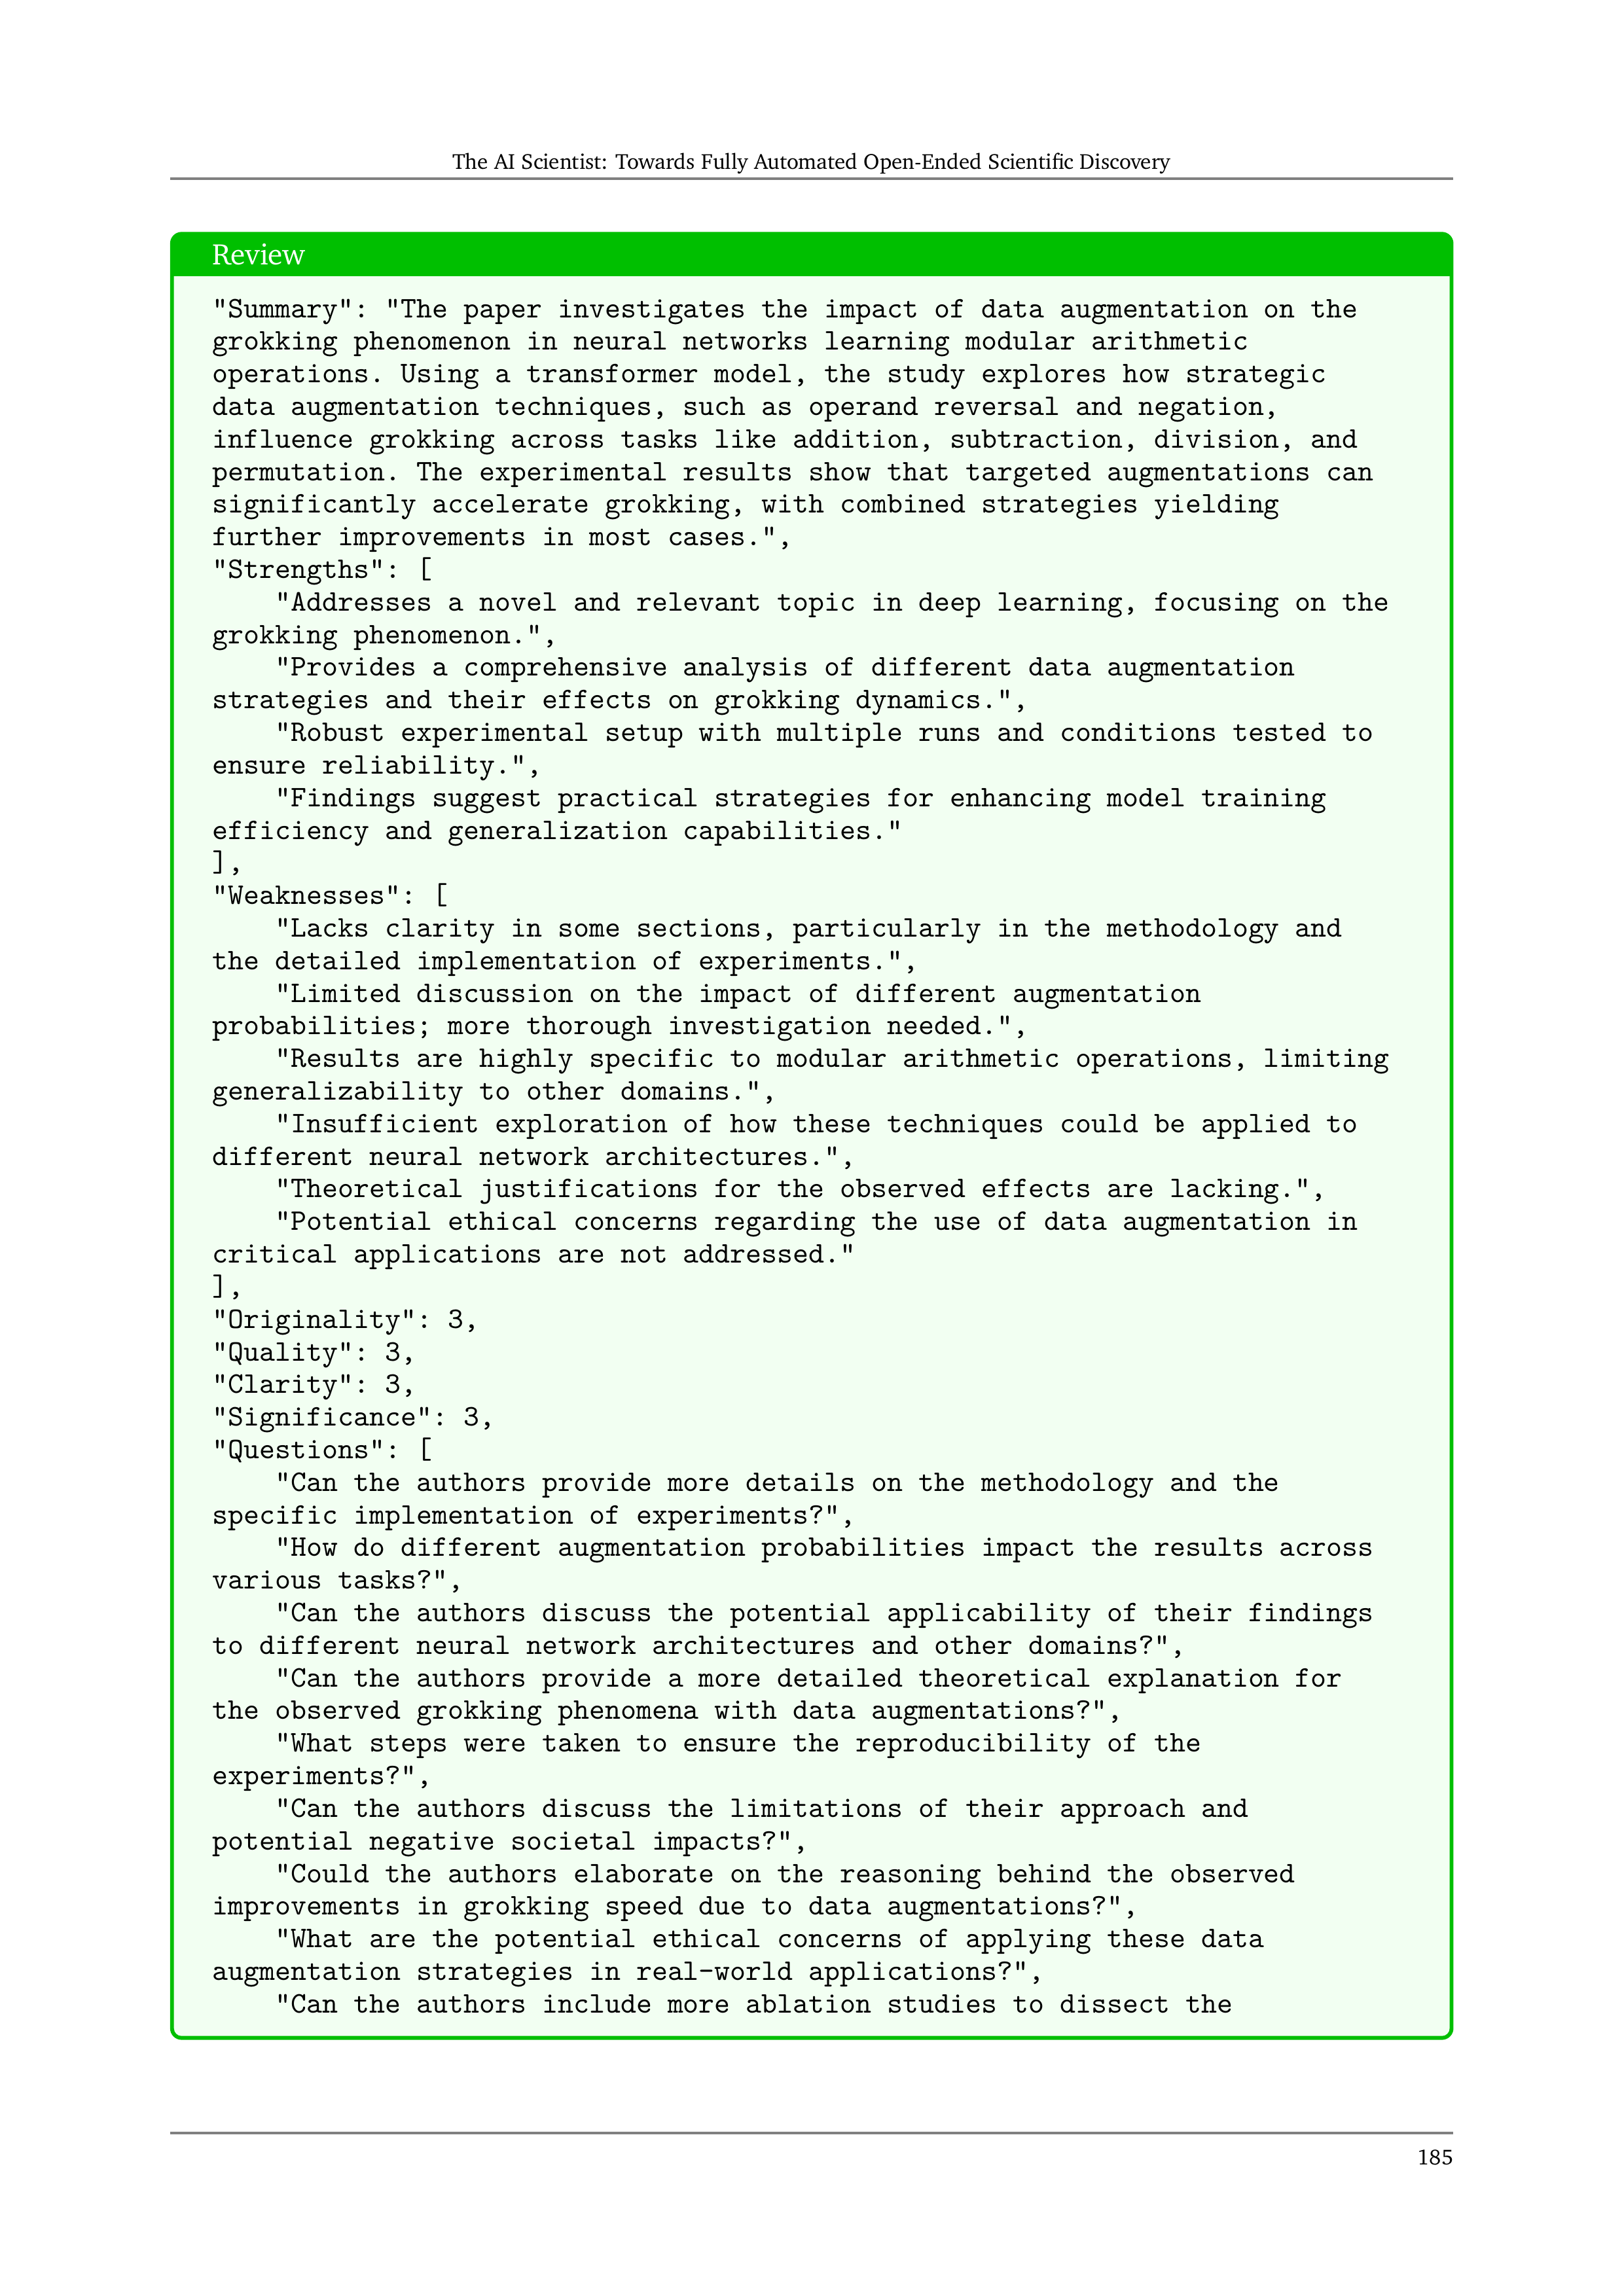 The AI Scientist: Towards Fully Automated Open-Ended Scientific Discovery
Review
"Summary": "The paper investigates the impact of data augmentation on the
grokking phenomenon in neural networks learning modular arithmetic
operations. Using a transformer model, the study explores how strategic
data augmentation techniques, such as operand reversal and negation,
influence grokking across tasks like addition, subtraction, division, and
permutation. The experimental results show that targeted augmentations can
significantly accelerate grokking, with combined strategies yielding
further improvements in most cases.",
"Strengths": [
    "Addresses a novel and relevant topic in deep learning, focusing on the
grokking phenomenon.",
    "Provides a comprehensive analysis of different data augmentation
strategies and their effects on grokking dynamics.",
    "Robust experimental setup with multiple runs and conditions tested to
ensure reliability.",
    "Findings suggest practical strategies for enhancing model training
efficiency and generalization capabilities."
],
"Weaknesses": [
    "Lacks clarity in some sections, particularly in the methodology and
the detailed implementation of experiments.",
    "Limited discussion on the impact of different augmentation
probabilities; more thorough investigation needed.",
    "Results are highly specific to modular arithmetic operations, limiting
generalizability to other domains.",
    "Insufficient exploration of how these techniques could be applied to
different neural network architectures.",
    "Theoretical justifications for the observed effects are lacking.",
    "Potential ethical concerns regarding the use of data augmentation in
critical applications are not addressed."
],
"Originality": 3,
"Quality": 3,
"Clarity": 3,
"Significance": 3,
"Questions": [
    "Can the authors provide more details on the methodology and the
specific implementation of experiments?",
    "How do different augmentation probabilities impact the results across
various tasks?",
    "Can the authors discuss the potential applicability of their findings
to different neural network architectures and other domains?",
    "Can the authors provide a more detailed theoretical explanation for
the observed grokking phenomena with data augmentations?",
    "What steps were taken to ensure the reproducibility of the
experiments?",
    "Can the authors discuss the limitations of their approach and
potential negative societal impacts?",
    "Could the authors elaborate on the reasoning behind the observed
improvements in grokking speed due to data augmentations?",
    "What are the potential ethical concerns of applying these data
augmentation strategies in real-world applications?",
    "Can the authors include more ablation studies to dissect the
185